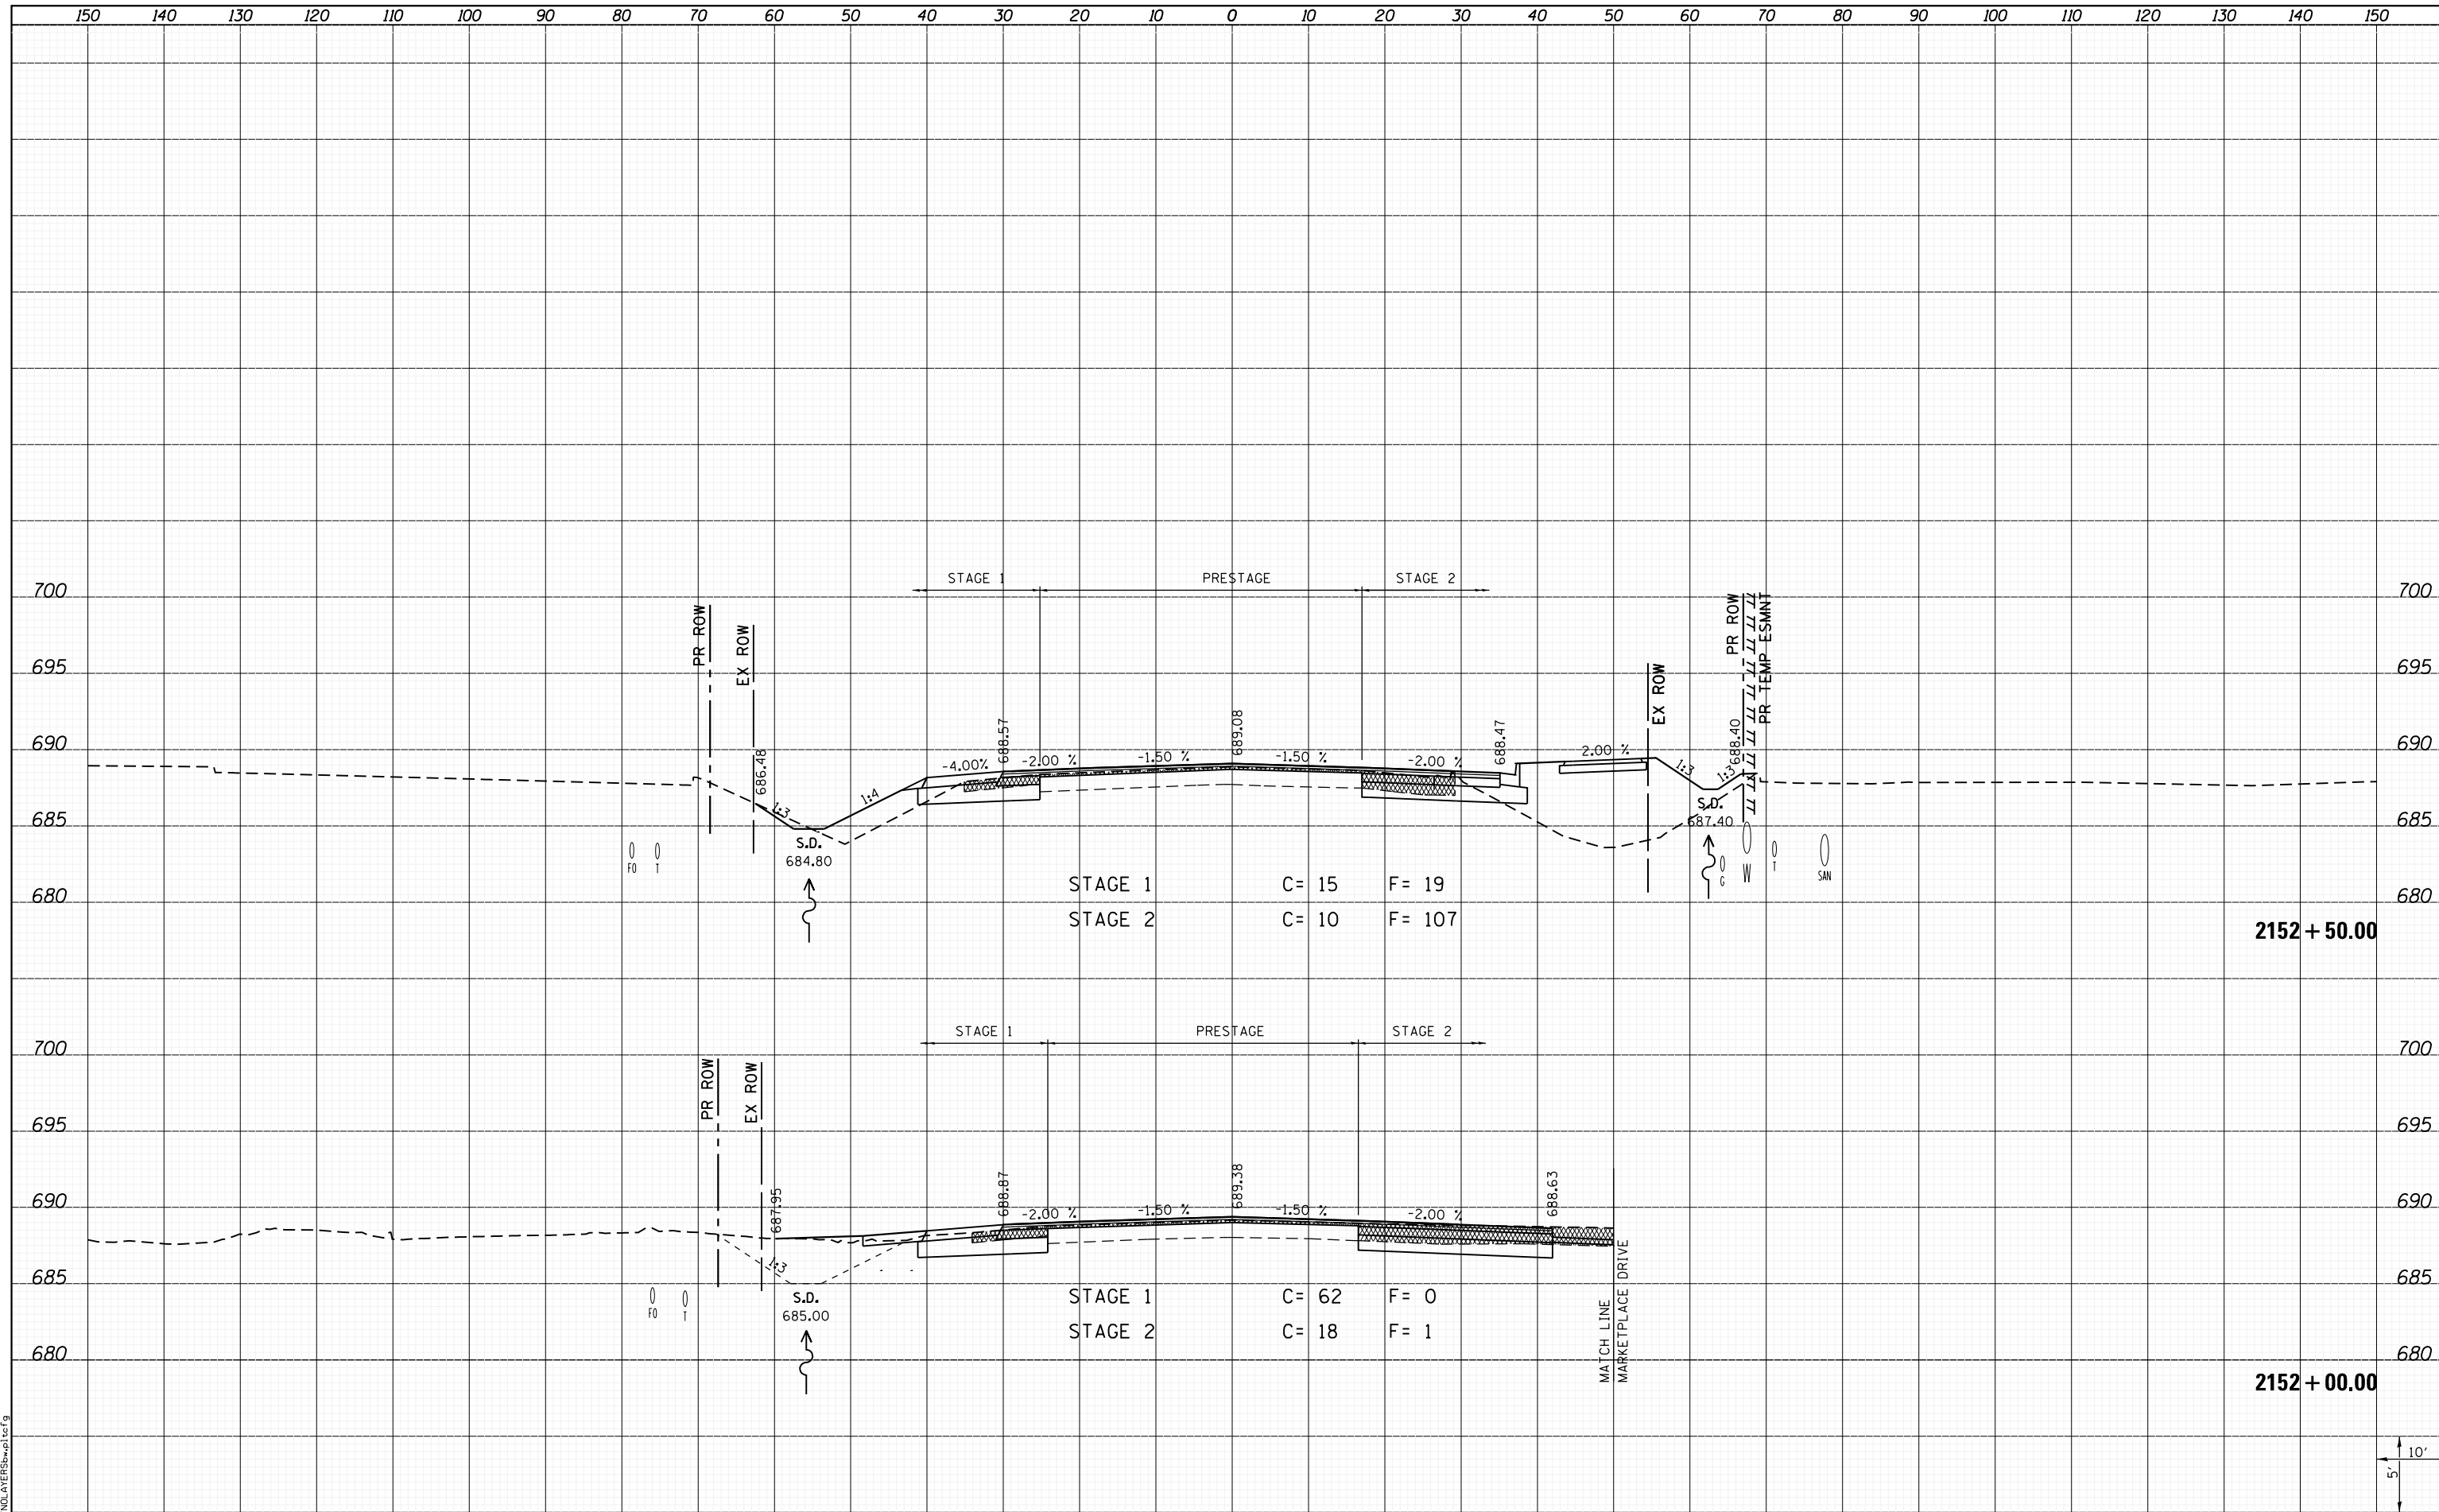 150 140 130 120 110 100 90 80 70 60 50 40 30 20 10 0 10 20 30 40 50 60 70 80 90 100 110 120 130 140 150
STAGE 1 PRESTAGE STAGE 2
700 700
PR ROW
EX ROW
PR ROW
PR TEMP ESMNT
EX ROW
695 695
690 690
686.48
688.57
689.08
688.47
688.40
-4.00% -2.00 % -1.50 % -1.50 % -2.00 % 2.00 %
1:3 1:4 1:3 1:3
685 685
S.D.
684.80
S.D.
687.40
FO T G W T SAN
680 680
STAGE 1 C= 15 F= 19
STAGE 2 C= 10 F= 107
2152+50.00
STAGE 1 PRESTAGE STAGE 2
700 700
PR ROW
EX ROW
695 695
690 690
687.95
688.87
689.38
688.63
-2.00 % -1.50 % -1.50 % -2.00 %
1:3
685 685
S.D.
685.00
FO T
STAGE 1 C= 62 F= 0
STAGE 2 C= 18 F= 1
MATCH LINE
MARKETPLACE DRIVE
680 680
2152+00.00
10'
5'
NOLAYERSbw.pltcfg